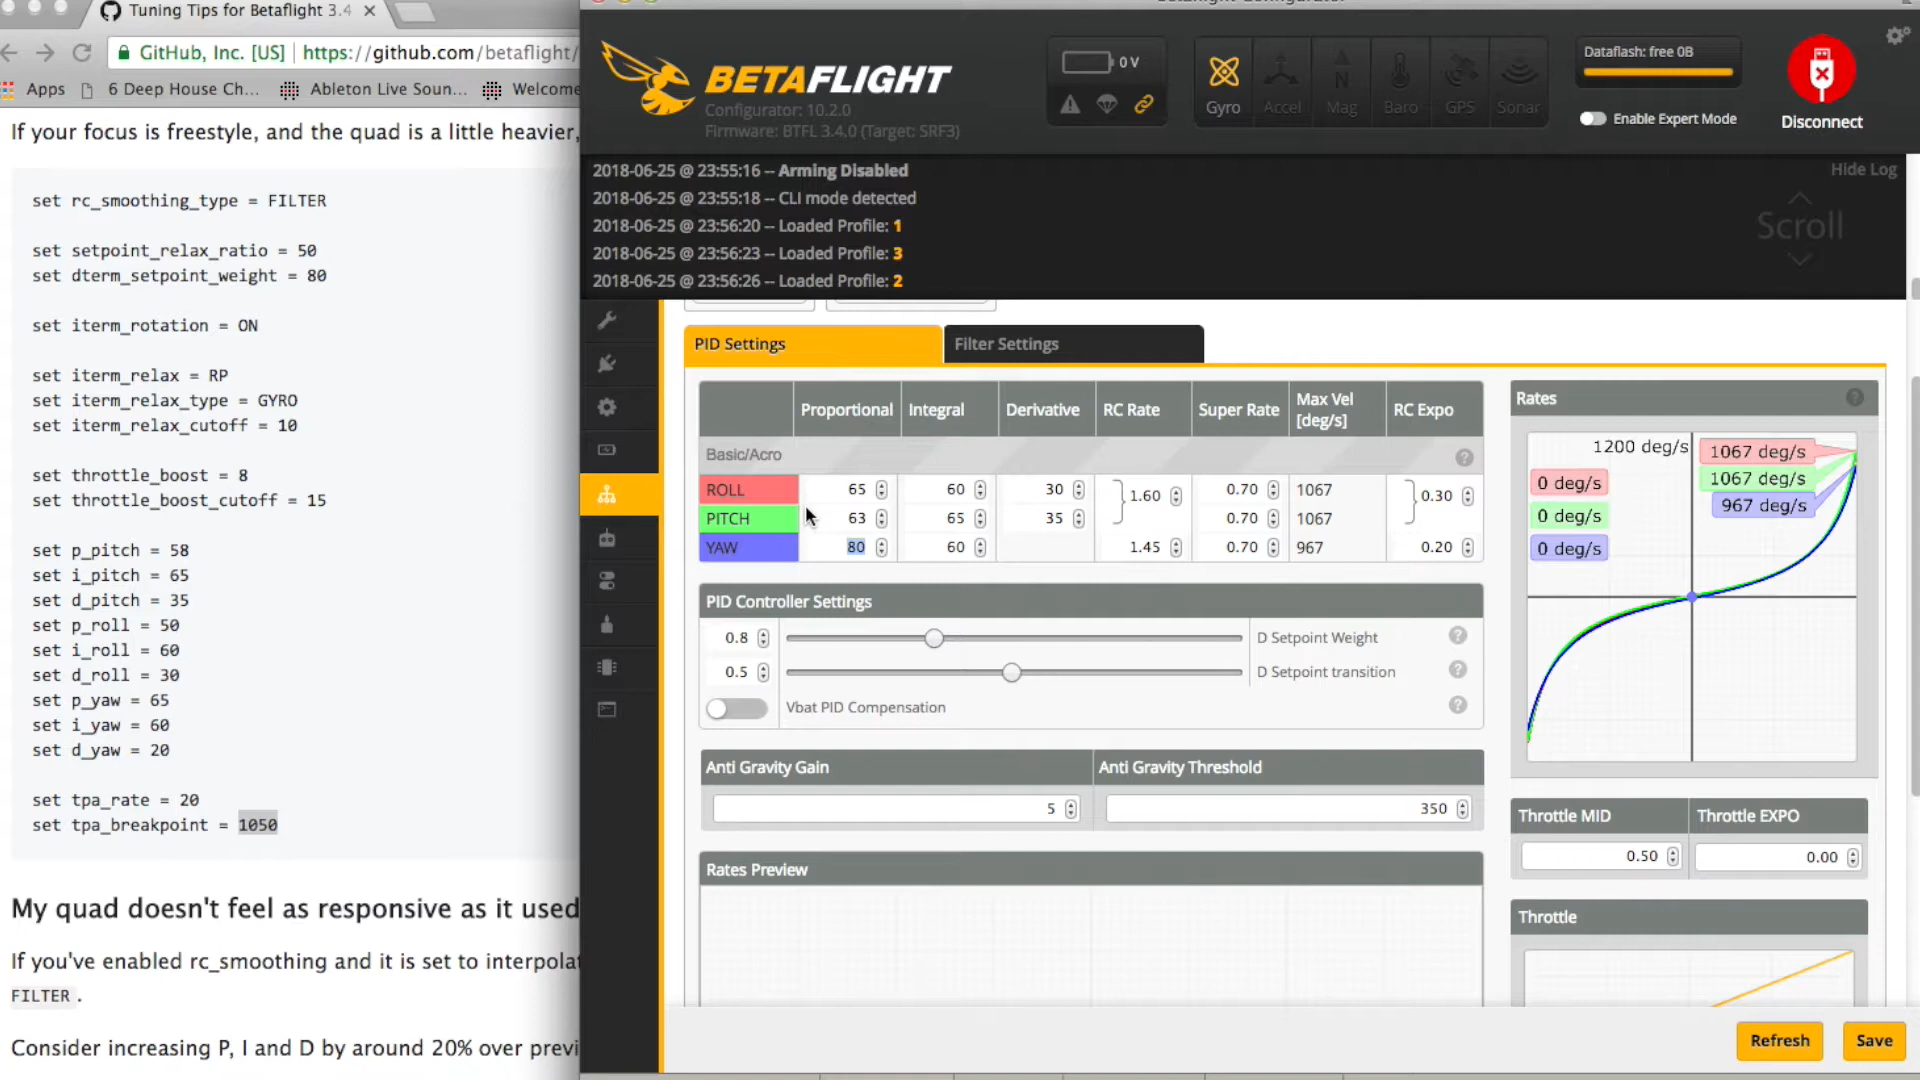 Tuning Tips for Betaflight 3.4
GitHub, Inc. [US] | https://github.com/betaflight/
Apps 6 Deep House Ch... Ableton Live Soun... Welcome
If your focus is freestyle, and the quad is a little heavier,
set rc_smoothing_type = FILTER
set setpoint_relax_ratio = 50
set dterm_setpoint_weight = 80
set iterm_rotation = ON
set iterm_relax = RP
set iterm_relax_type = GYRO
set iterm_relax_cutoff = 10
set throttle_boost = 8
set throttle_boost_cutoff = 15
set p_pitch = 58
set i_pitch = 65
set d_pitch = 35
set p_roll = 50
set i_roll = 60
set d_roll = 30
set p_yaw = 65
set i_yaw = 60
set d_yaw = 20
set tpa_rate = 20
set tpa_breakpoint = 1050
My quad doesn't feel as responsive as it used
If you've enabled rc_smoothing and it is set to interpola
FILTER.
Consider increasing P, I and D by around 20% over previ
BETAFLIGHT
Configurator: 10.2.0
Firmware: BTFL 3.4.0 (Target: SRF3)
0 V
Gyro Accel Mag Baro GPS Sonar
Dataflash: free 0B
Enable Expert Mode
Disconnect
2018-06-25 @ 23:55:16 -- Arming Disabled
2018-06-25 @ 23:55:18 -- CLI mode detected
2018-06-25 @ 23:56:20 -- Loaded Profile: 1
2018-06-25 @ 23:56:23 -- Loaded Profile: 3
2018-06-25 @ 23:56:26 -- Loaded Profile: 2
Hide Log
Scroll
PID Settings Filter Settings
Proportional Integral Derivative RC Rate Super Rate Max Vel [deg/s] RC Expo
Basic/Acro
ROLL 65 60 30 1.60 0.70 1067 0.30
PITCH 63 65 35 0.70 1067
YAW 80 60 1.45 0.70 967 0.20
PID Controller Settings
0.8 D Setpoint Weight
0.5 D Setpoint transition
Vbat PID Compensation
Anti Gravity Gain Anti Gravity Threshold
5 350
Rates Preview
Rates
1200 deg/s 1067 deg/s
1067 deg/s
967 deg/s
0 deg/s
0 deg/s
0 deg/s
Throttle MID Throttle EXPO
0.50 0.00
Throttle
Refresh Save